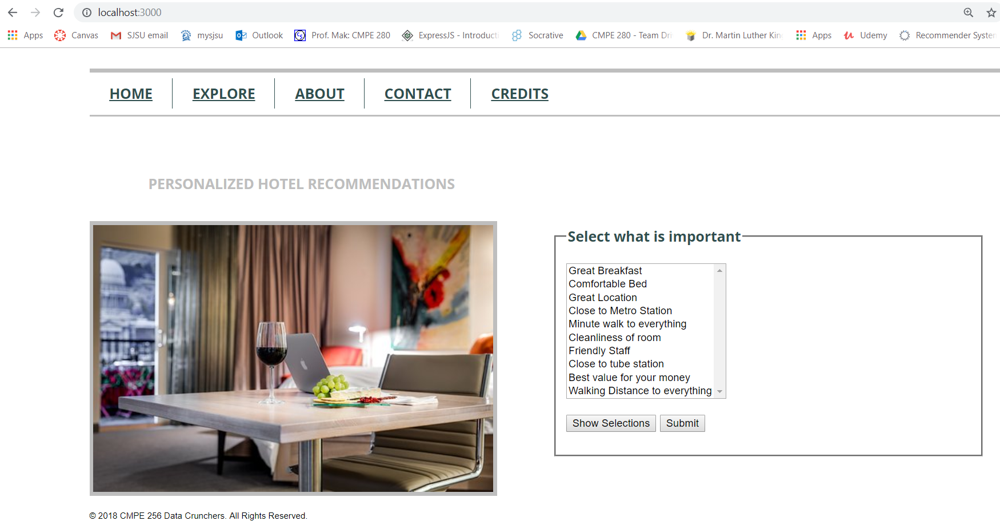 localhost:3000
Apps Canvas SJSU email mysjsu Outlook Prof. Mak: CMPE 280 ExpressJS - Introducti Socrative CMPE 280 - Team Dri Dr. Martin Luther Kin Apps Udemy Recommender System
HOME EXPLORE ABOUT CONTACT CREDITS
PERSONALIZED HOTEL RECOMMENDATIONS
Select what is important
Great Breakfast
Comfortable Bed
Great Location
Close to Metro Station
Minute walk to everything
Cleanliness of room
Friendly Staff
Close to tube station
Best value for your money
Walking Distance to everything
Show Selections Submit
© 2018 CMPE 256 Data Crunchers. All Rights Reserved.